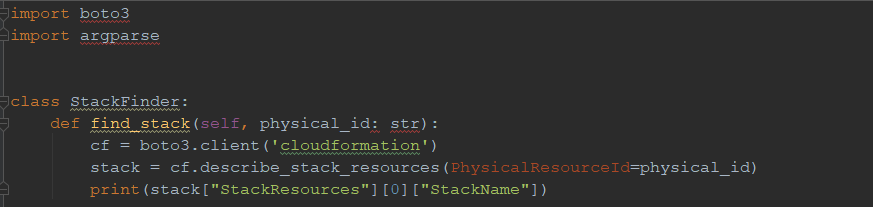 import boto3
import argparse
class StackFinder:
    def find_stack(self, physical_id: str):
        cf = boto3.client('cloudformation')
        stack = cf.describe_stack_resources(PhysicalResourceId=physical_id)
        print(stack["StackResources"][0]["StackName"])